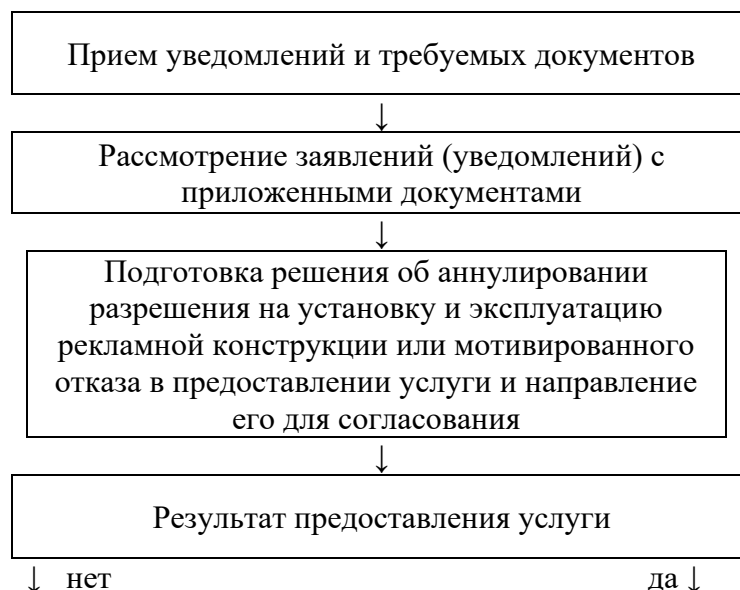 Прием уведомлений и требуемых документов
↓
Рассмотрение заявлений (уведомлений) с
приложенными документами
↓
Подготовка решения об аннулировании
разрешения на установку и эксплуатацию
рекламной конструкции или мотивированного
отказа в предоставлении услуги и направление
его для согласования
↓
Результат предоставления услуги
↓ нет да ↓